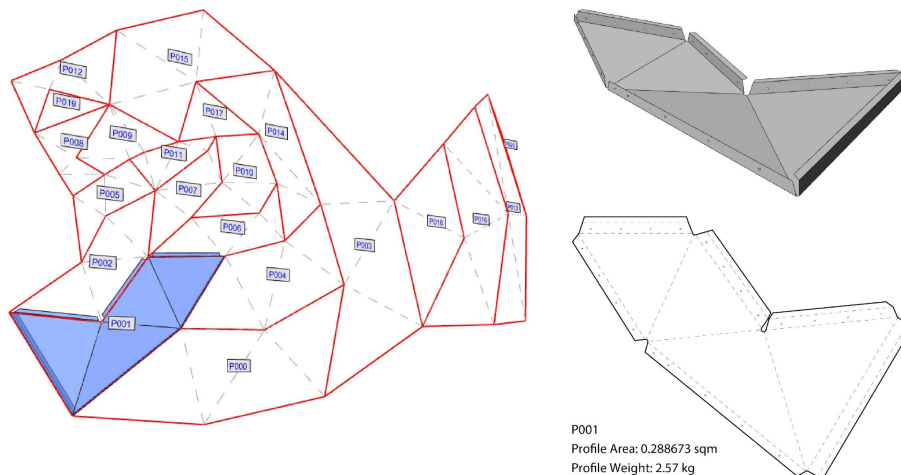 P015
P012
P019
P017
P014
P009
P008
P011
P010
P007
P005
P006
P018
P016
P013
P003
P002
P004
P001
P000
P001
Profile Area: 0.288673 sqm
Profile Weight: 2.57 kg